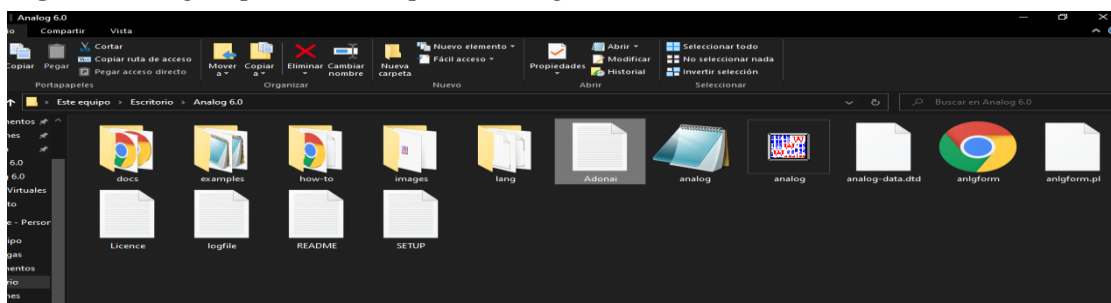 Analog 6.0
Compartir Vista
Copiar
Pegar
Cortar
Copiar ruta de acceso
Pegar acceso directo
Portapapeles
Mover a
Copiar a
Eliminar
Cambiar nombre
Organizar
Nueva carpeta
Nuevo elemento
Fácil acceso
Nuevo
Propiedades
Abrir
Modificar
Historial
Abrir
Seleccionar todo
No seleccionar nada
Invertir selección
Seleccionar
Este equipo > Escritorio > Analog 6.0
Buscar en Analog 6.0
6.0
6.0
Virtuales
e - Person
docs
examples
how-to
images
lang
Adonai
analog
analog
analog-data.dtd
anlgform
anlgform.pl
Licence
logfile
README
SETUP